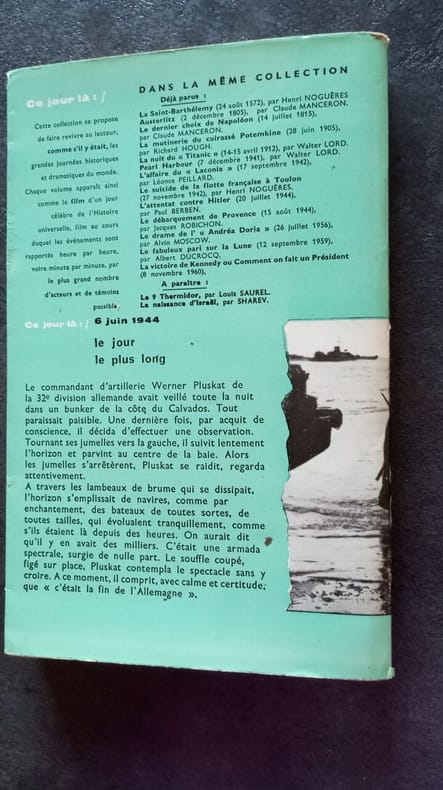 Ce jour là : /
Cette collection se propose
de faire revivre au lecteur,
comme s'il y était, les
grandes journées historiques
et dramatiques du monde.
Chaque volume apparaît ainsi
comme le film d'un jour
célèbre de l'Histoire
universelle, film au cours
duquel les événements sont
rapportés heure par heure,
voire minute par minute, par
le plus grand nombre
d'acteurs et de témoins
possible.
DANS LA MÊME COLLECTION
Déjà parus :
La Saint-Barthélemy (24 août 1572), par Henri NOGUÈRES
Austerlitz (2 décembre 1805), par Claude MANCERON.
Le dernier choix de Napoléon (14 juillet 1815),
par Claude MANCERON.
La mutinerie du cuirassé Potemkine (28 juin 1905),
par Richard HOUGH.
La nuit du « Titanic » (14-15 avril 1912), par Walter LORD.
Pearl Harbour (7 décembre 1941), par Walter LORD.
L'affaire du « Laconia » (17 septembre 1942),
par Léonce PEILLARD.
Le suicide de la flotte française à Toulon
(27 novembre 1942), par Henri NOGUÈRES.
L'attentat contre Hitler (20 juillet 1944),
par Paul BERBEN.
Le débarquement de Provence (15 août 1944),
par Jacques ROBICHON.
Le drame de l' « Andréa Doria » (26 juillet 1956),
par Alvin MOSCOW.
Le fabuleux pari sur la Lune (12 septembre 1959),
par Albert DUCROCQ.
La victoire de Kennedy ou Comment on fait un Président
(8 novembre 1960),
A paraître :
Le 9 Thermidor, par Louis SAUREL.
La naissance d'Israël, par SHAREV.
Ce jour là : / 6 juin 1944
le jour
le plus long
Le commandant d'artillerie Werner Pluskat de
la 32e division allemande avait veillé toute la nuit
dans un bunker de la côte du Calvados. Tout
paraissait paisible. Une dernière fois, par acquit de
conscience, il décida d'effectuer une observation.
Tournant ses jumelles vers la gauche, il suivit lentement
l'horizon et parvint au centre de la baie. Alors
les jumelles s'arrêtèrent, Pluskat se raidit, regarda
attentivement.
A travers les lambeaux de brume qui se dissipait,
l'horizon s'emplissait de navires, comme par
enchantement, des bateaux de toutes sortes, de
toutes tailles, qui évoluaient tranquillement, comme
s'ils étaient là depuis des heures. On aurait dit
qu'il y en avait des milliers. C'était une armada
spectrale, surgie de nulle part. Le souffle coupé,
figé sur place, Pluskat contempla le spectacle sans y
croire. A ce moment, il comprit, avec calme et certitude,
que « c'était la fin de l'Allemagne ».